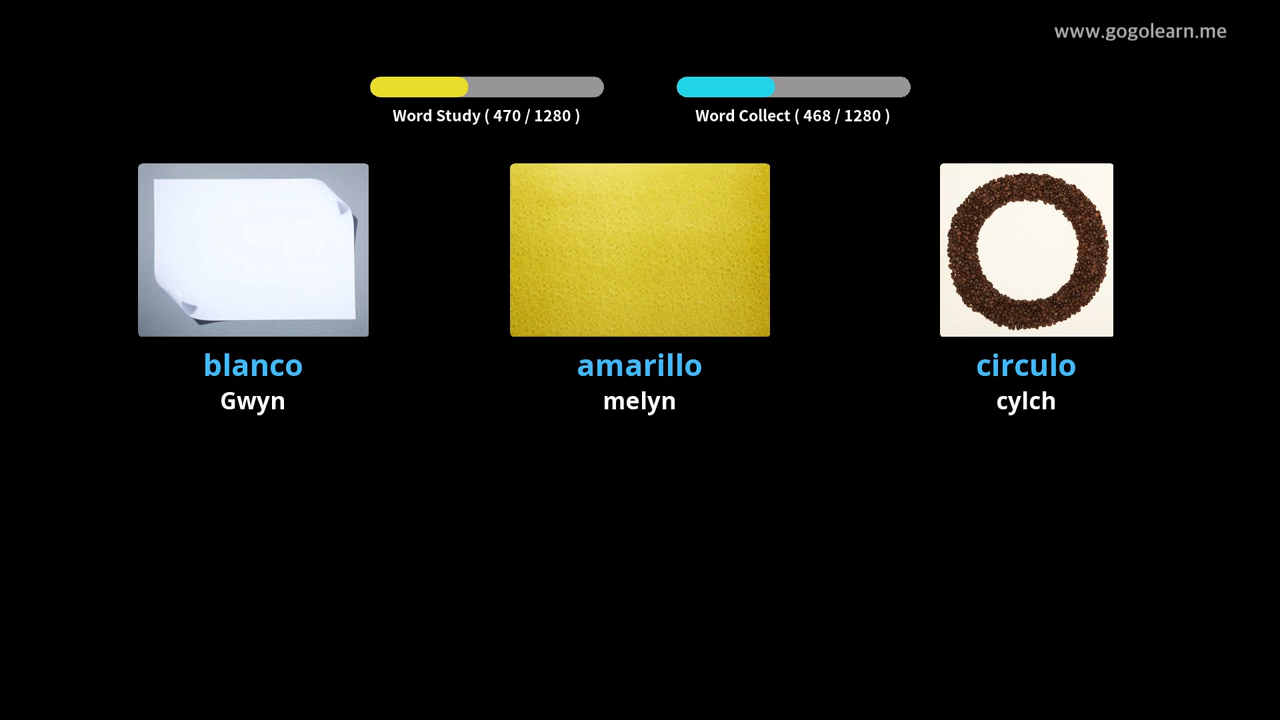 www.gogolearn.me
Word Study ( 470 / 1280 )
Word Collect ( 468 / 1280 )
blanco
Gwyn
amarillo
melyn
circulo
cylch